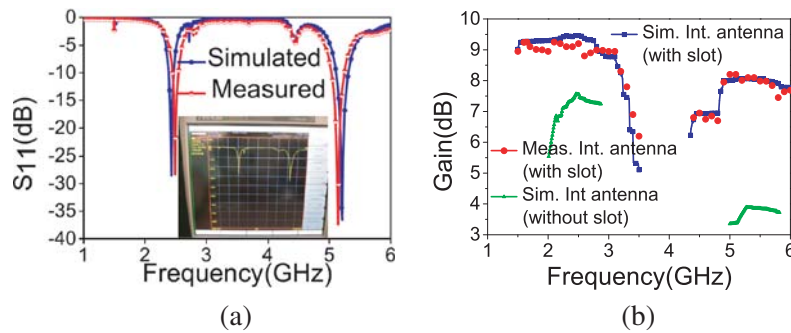 0
-5
-10
-15
-20
-25
-30
-35
-40
S11(dB)
Simulated
Measured
1 2 3 4 5 6
Frequency(GHz)
(a)
10
9
8
7
6
5
4
3
Gain(dB)
Sim. Int. antenna
(with slot)
Meas. Int. antenna
(with slot)
Sim. Int antenna
(without slot)
1 2 3 4 5 6
Frequency(GHz)
(b)